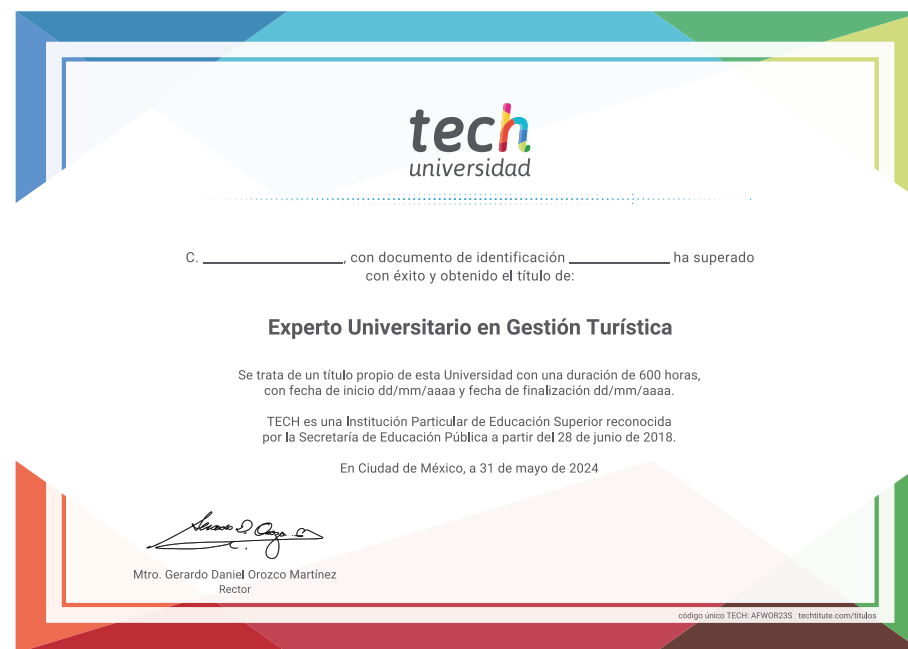 tech
universidad
C. ____________, con documento de identificación ____________ ha superado
con éxito y obtenido el título de:
Experto Universitario en Gestión Turística
Se trata de un título propio de esta Universidad con una duración de 600 horas,
con fecha de inicio dd/mm/aaaa y fecha de finalización dd/mm/aaaa.
TECH es una Institución Particular de Educación Superior reconocida
por la Secretaría de Educación Pública a partir del 28 de junio de 2018.
En Ciudad de México, a 31 de mayo de 2024
Mtro. Gerardo Daniel Orozco Martínez
Rector
código único TECH: AFWOR23S techtitute.com/titulos